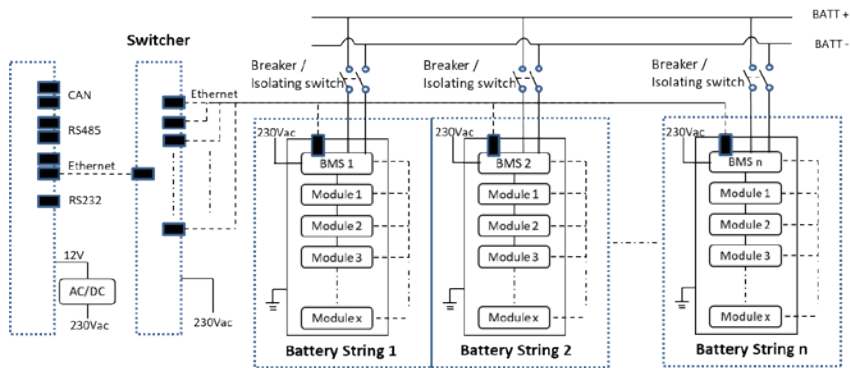 BATT +
BATT -
Switcher
CAN
RS485
Ethernet
RS232
12V
AC/DC
230Vac
Ethernet
230Vac
Breaker /
Isolating switch
230Vac
BMS 1
Module 1
Module 2
Module 3
Module x
Battery String 1
Breaker /
Isolating switch
230Vac
BMS 2
Module 1
Module 2
Module 3
Module x
Battery String 2
Breaker /
Isolating switch
230Vac
BMS n
Module 1
Module 2
Module 3
Module x
Battery String n